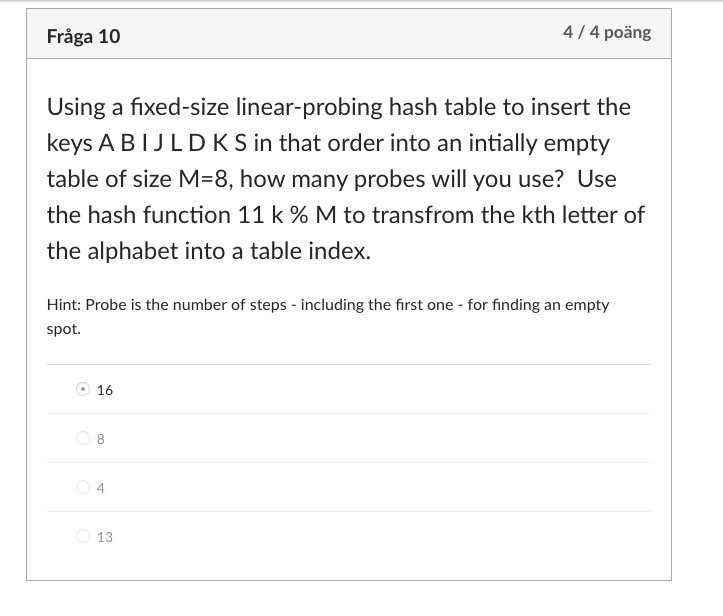 Fråga 10
4 / 4 poäng
Using a fixed-size linear-probing hash table to insert the
keys A B I J L D K S in that order into an intially empty
table of size M=8, how many probes will you use?  Use
the hash function 11 k % M to transfrom the kth letter of
the alphabet into a table index.
Hint: Probe is the number of steps - including the first one - for finding an empty
spot.
16
8
4
13